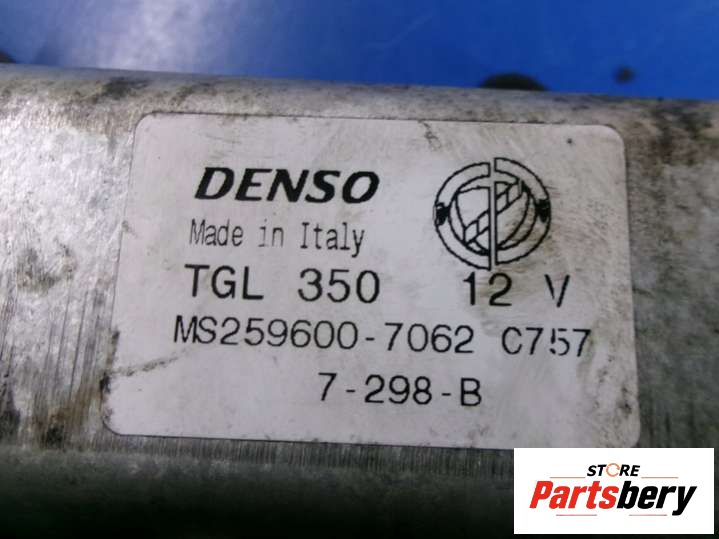 DENSO
Made in Italy
TGL 350 12 V
MS259600-7062 C757
7-298-B
STORE
Partsbery